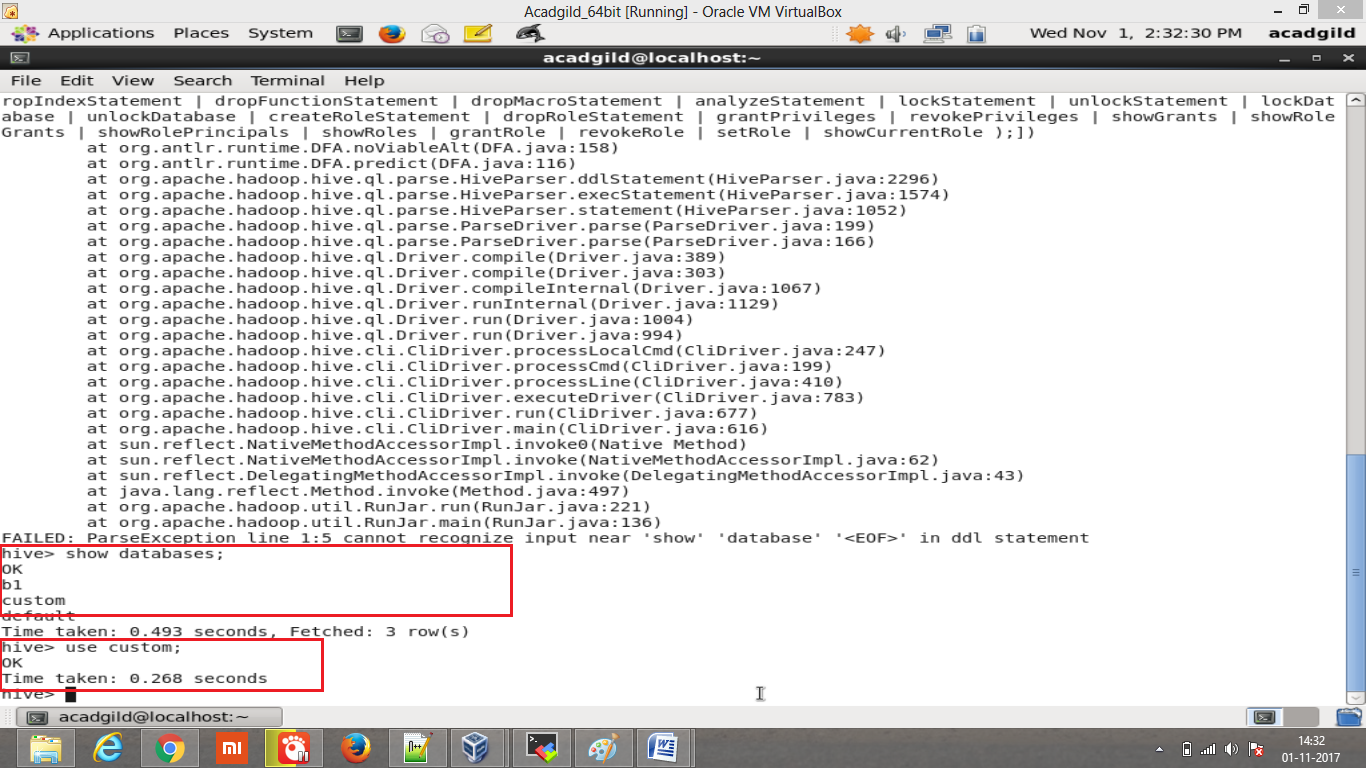 Acadgild_64bit [Running] - Oracle VM VirtualBox
Applications Places System Wed Nov 1, 2:32:30 PM acadgild
acadgild@localhost:~
File Edit View Search Terminal Help
ropIndexStatement | dropFunctionStatement | dropMacroStatement | analyzeStatement | lockStatement | unlockStatement | lockDat
abase | unlockDatabase | createRoleStatement | dropRoleStatement | grantPrivileges | revokePrivileges | showGrants | showRole
Grants | showRolePrincipals | showRoles | grantRole | revokeRole | setRole | showCurrentRole );])
at org.antlr.runtime.DFA.noViableAlt(DFA.java:158)
at org.antlr.runtime.DFA.predict(DFA.java:116)
at org.apache.hadoop.hive.ql.parse.HiveParser.ddlStatement(HiveParser.java:2296)
at org.apache.hadoop.hive.ql.parse.HiveParser.execStatement(HiveParser.java:1574)
at org.apache.hadoop.hive.ql.parse.HiveParser.statement(HiveParser.java:1052)
at org.apache.hadoop.hive.ql.parse.ParseDriver.parse(ParseDriver.java:199)
at org.apache.hadoop.hive.ql.parse.ParseDriver.parse(ParseDriver.java:166)
at org.apache.hadoop.hive.ql.Driver.compile(Driver.java:389)
at org.apache.hadoop.hive.ql.Driver.compile(Driver.java:303)
at org.apache.hadoop.hive.ql.Driver.compileInternal(Driver.java:1067)
at org.apache.hadoop.hive.ql.Driver.runInternal(Driver.java:1129)
at org.apache.hadoop.hive.ql.Driver.run(Driver.java:1004)
at org.apache.hadoop.hive.ql.Driver.run(Driver.java:994)
at org.apache.hadoop.hive.cli.CliDriver.processLocalCmd(CliDriver.java:247)
at org.apache.hadoop.hive.cli.CliDriver.processCmd(CliDriver.java:199)
at org.apache.hadoop.hive.cli.CliDriver.processLine(CliDriver.java:410)
at org.apache.hadoop.hive.cli.CliDriver.executeDriver(CliDriver.java:783)
at org.apache.hadoop.hive.cli.CliDriver.run(CliDriver.java:677)
at org.apache.hadoop.hive.cli.CliDriver.main(CliDriver.java:616)
at sun.reflect.NativeMethodAccessorImpl.invoke0(Native Method)
at sun.reflect.NativeMethodAccessorImpl.invoke(NativeMethodAccessorImpl.java:62)
at sun.reflect.DelegatingMethodAccessorImpl.invoke(DelegatingMethodAccessorImpl.java:43)
at java.lang.reflect.Method.invoke(Method.java:497)
at org.apache.hadoop.util.RunJar.run(RunJar.java:221)
at org.apache.hadoop.util.RunJar.main(RunJar.java:136)
FAILED: ParseException line 1:5 cannot recognize input near 'show' 'database' '<EOF>' in ddl statement
hive> show databases;
OK
b1
custom
default
Time taken: 0.493 seconds, Fetched: 3 row(s)
hive> use custom;
OK
Time taken: 0.268 seconds
hive>
acadgild@localhost:~
mi
14:32
01-11-2017